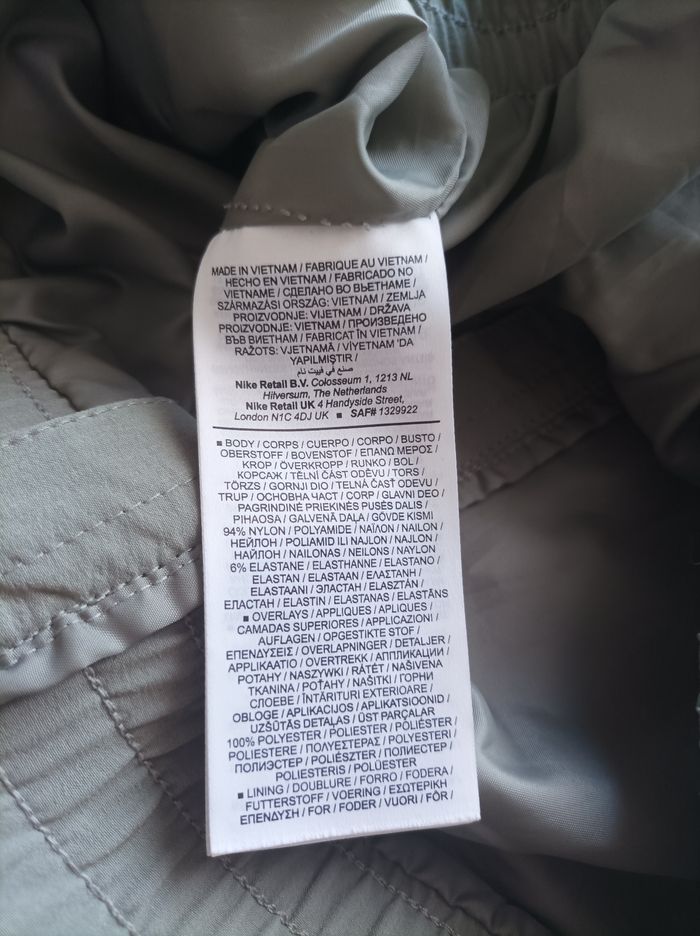 MADE IN VIETNAM / FABRIQUE AU VIETNAM /
HECHO EN VIETNAM / FABRICADO NO
VIETNAME / СДЕЛАНО ВО ВЬЕТНАМЕ /
SZÁRMAZÁSI ORSZÁG: VIETNAM / ZEMLJA
PROIZVODNJE: VIJETNAM / DRŽAVA
PROIZVODNJE: VIETNAM / ПРОИЗВЕДЕНО
ВЪВ ВИЕТНАМ / FABRICAT ÎN VIETNAM /
RAŽOTS: VJETNAMĀ / VİYETNAM 'DA
YAPILMIŞTIR /
صنع في فييت نام
Nike Retail B.V. Colosseum 1, 1213 NL
Hilversum, The Netherlands
Nike Retail UK 4 Handyside Street,
London N1C 4DJ UK ■ SAF# 1329922
■ BODY / CORPS / CUERPO / CORPO / BUSTO /
OBERSTOFF / BOVENSTOF / ΕΠΑΝΩ ΜΕΡΟΣ /
KROP / ÖVERKROPP / RUNKO / BOL /
КОРСАЖ / TĚLNÍ ČÁST ODĚVU / TORS /
TÖRZS / GORNJI DIO / TELNÁ ČASŤ ODEVU /
TRUP / ОСНОВНА ЧАСТ / CORP / GLAVNI DEO /
PAGRINDINĖ PRIEKINĖS PUSĖS DALIS /
PIHAOSA / GALVENĀ DAĻA / GÖVDE KISMI
94% NYLON / POLYAMIDE / ΝΑΪΛΟΝ / NAILON /
НЕЙЛОН / POLIAMID ILI NAJLON / NAJLON /
НАЙЛОН / NAILONAS / NEILONS / NAYLON
6% ELASTANE / ELASTHANNE / ELASTANO /
ELASTAN / ELASTAAN / ΕΛΑΣΤΑΝΗ /
ELASTAANI / ЭЛАСТАН / ELASZTÁN /
ЕЛАСТАН / ELASTIN / ELASTANAS / ELASTĀNS
■ OVERLAYS / APPLIQUES / APLIQUES /
CAMADAS SUPERIORES / APPLICAZIONI /
AUFLAGEN / OPGESTIKTE STOF /
ΕΠΕΝΔΥΣΕΙΣ / OVERLAPNINGER / DETALJER /
APPLIKAATIO / OVERTREKK / АППЛИКАЦИИ /
POTAHY / NASZYWKI / RÁTÉT / NAŠIVENA
TKANINA / POŤAHY / NAŠITKI / ГОРНИ
СЛОЕВЕ / ÎNTĂRITURI EXTERIOARE /
OBLOGE / APLIKACIJOS / APLIKATSIOONID /
UZŠŪTĀS DETAĻAS / ÜST PARÇALAR
100% POLYESTER / POLIESTER / POLIÉSTER /
POLIESTERE / ΠΟΛΥΕΣΤΕΡΑΣ / POLYESTERI /
ПОЛИЭСТЕР / POLIÉSZTER / ПОЛИЕСТЕР /
POLIESTERIS / POLÜESTER
■ LINING / DOUBLURE / FORRO / FODERA /
FUTTERSTOFF / VOERING / ΕΣΩΤΕΡΙΚΗ
ΕΠΕΝΔΥΣΗ / FOR / FODER / VUORI / FÔR /